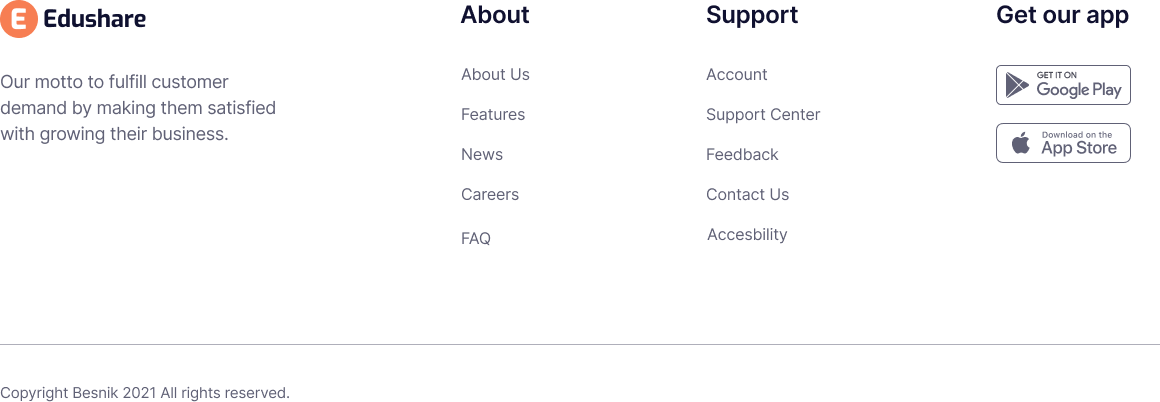 E Edushare
Our motto to fulfill customer
demand by making them satisfied
with growing their business.
About
About Us
Features
News
Careers
FAQ
Support
Account
Support Center
Feedback
Contact Us
Accesbility
Get our app
GET IT ON
Google Play
Download on the
App Store
Copyright Besnik 2021 All rights reserved.